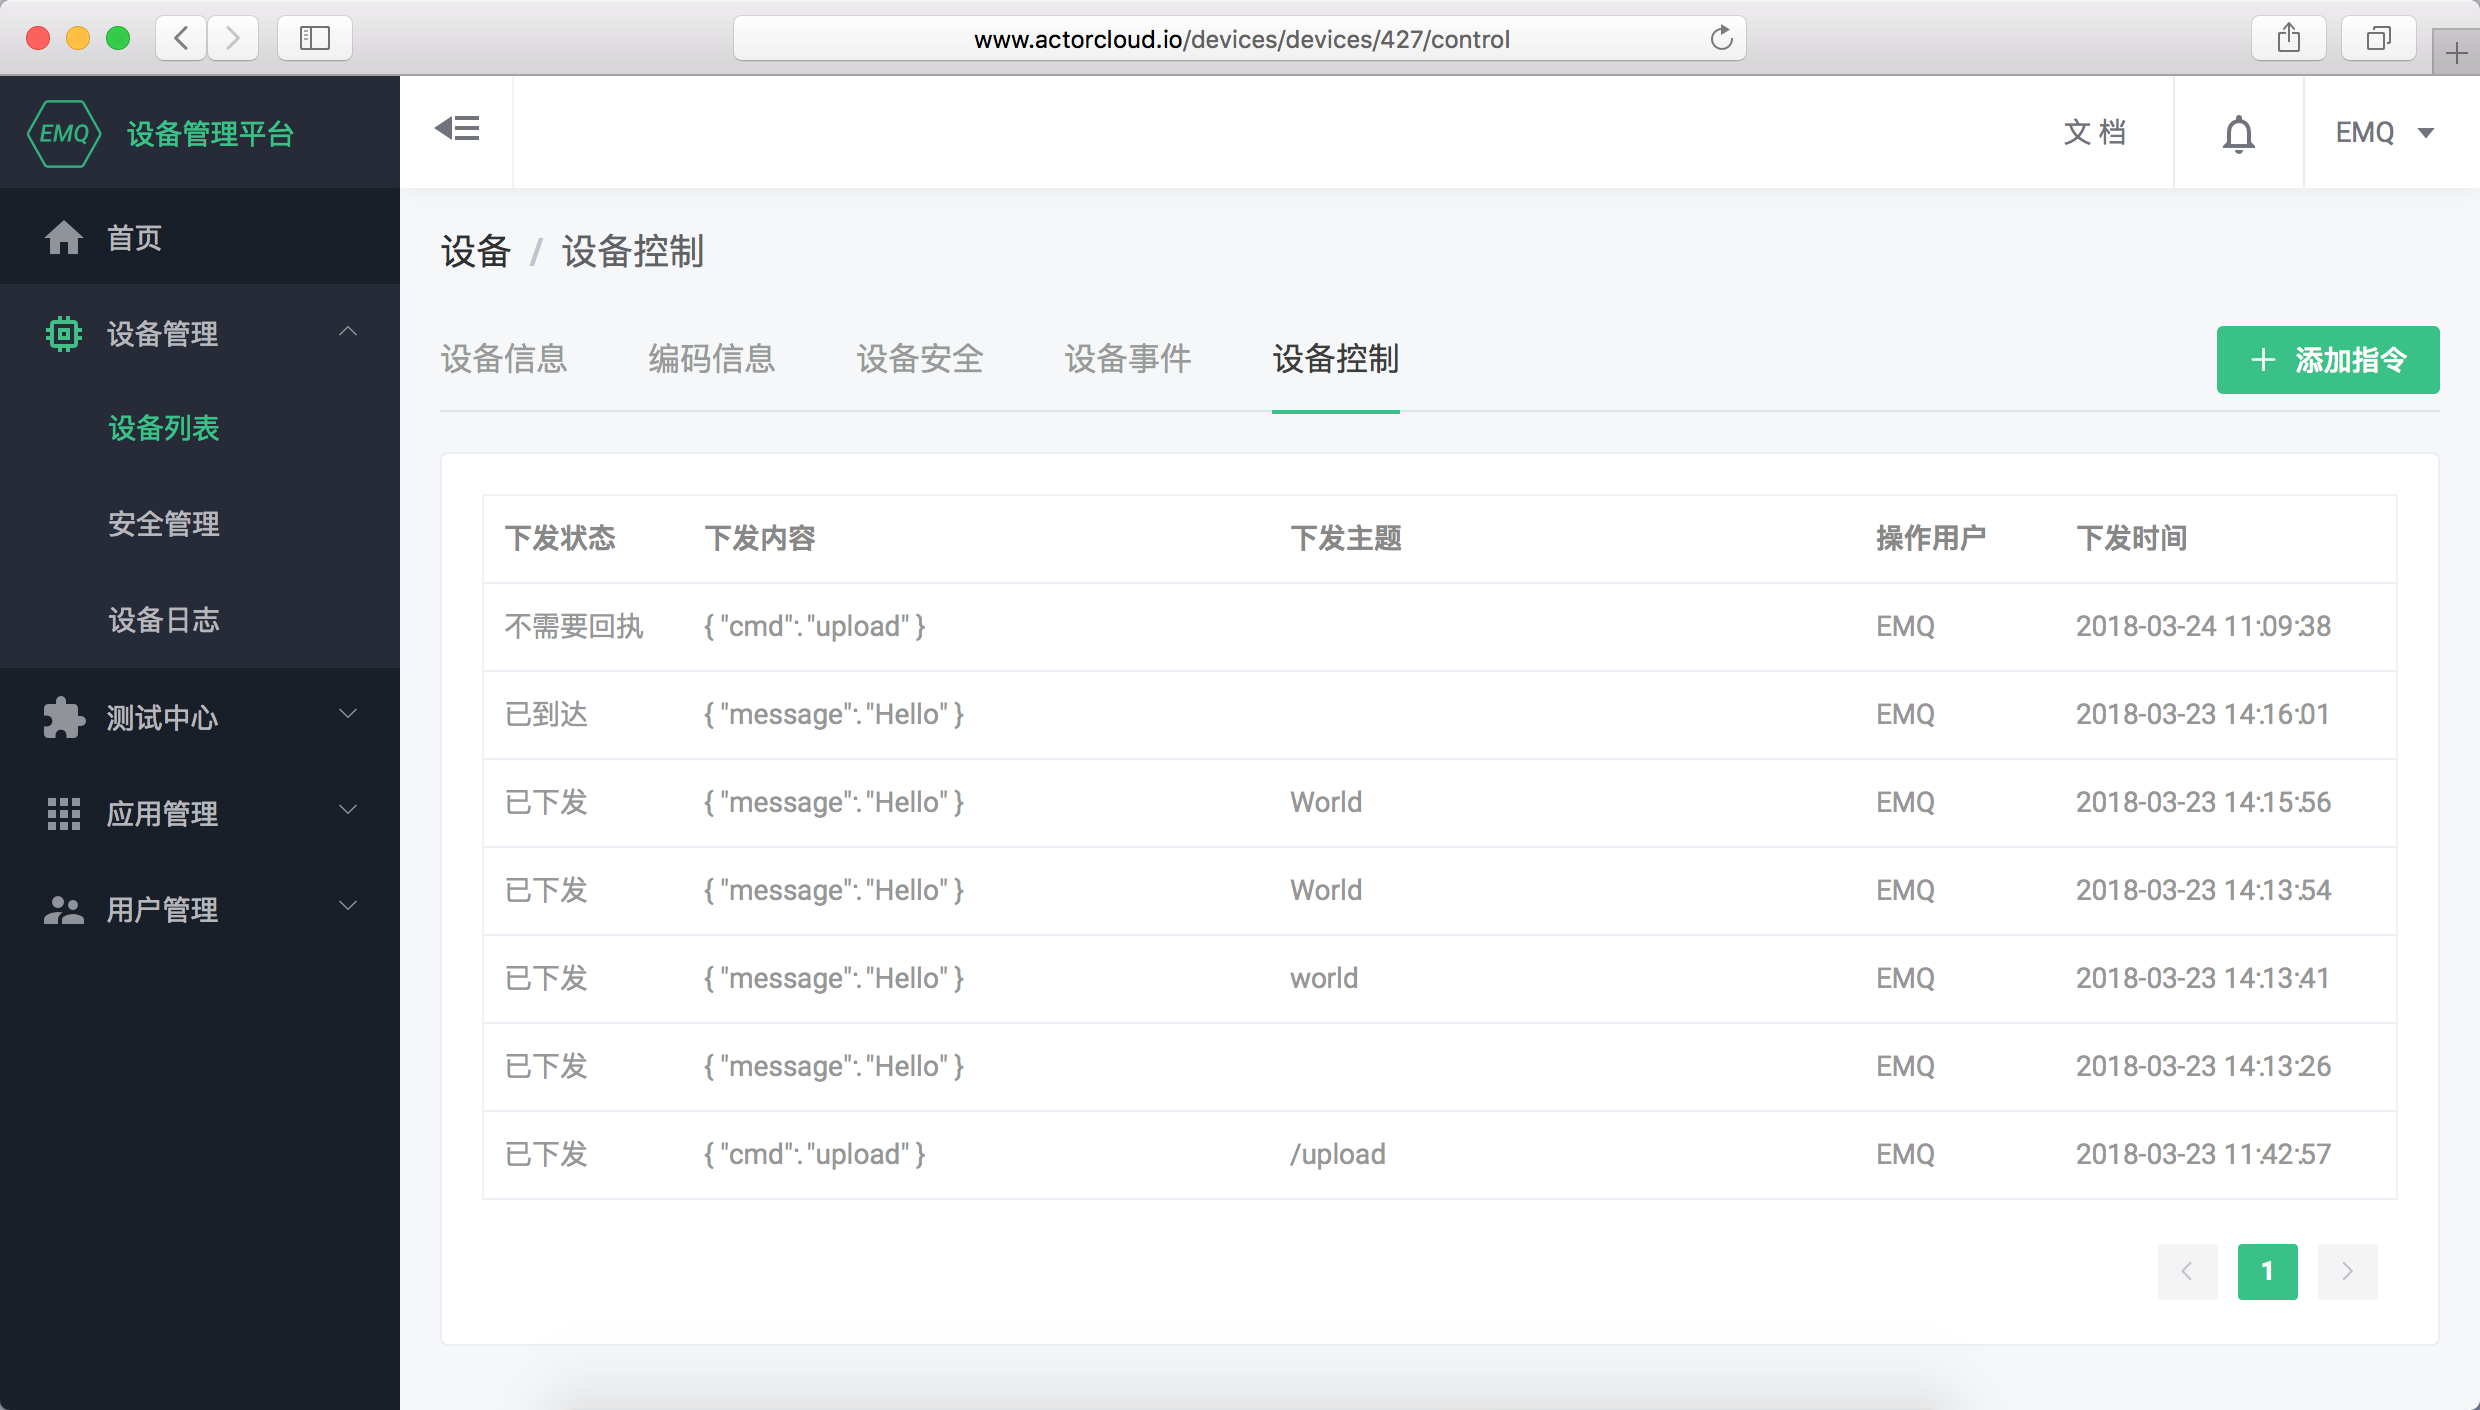 www.actorcloud.io/devices/devices/427/control
EMQ 设备管理平台
文 档
EMQ
首页
设备管理
设备列表
安全管理
设备日志
测试中心
应用管理
用户管理
设备 / 设备控制
设备信息 编码信息 设备安全 设备事件 设备控制
添加指令
下发状态 下发内容 下发主题 操作用户 下发时间
不需要回执 { "cmd": "upload" } EMQ 2018-03-24 11:09:38
已到达 { "message": "Hello" } EMQ 2018-03-23 14:16:01
已下发 { "message": "Hello" } World EMQ 2018-03-23 14:15:56
已下发 { "message": "Hello" } World EMQ 2018-03-23 14:13:54
已下发 { "message": "Hello" } world EMQ 2018-03-23 14:13:41
已下发 { "message": "Hello" } EMQ 2018-03-23 14:13:26
已下发 { "cmd": "upload" } /upload EMQ 2018-03-23 11:42:57
1